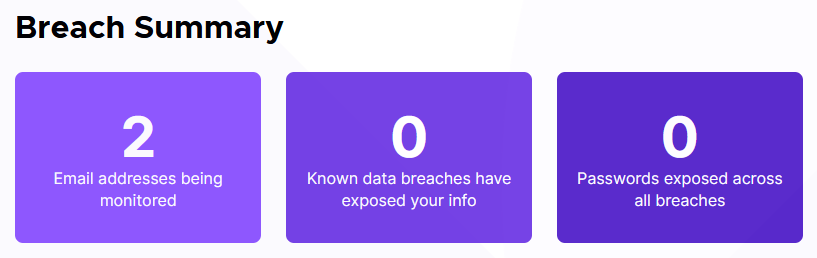 Breach Summary
2
Email addresses being
monitored
0
Known data breaches have
exposed your info
0
Passwords exposed across
all breaches